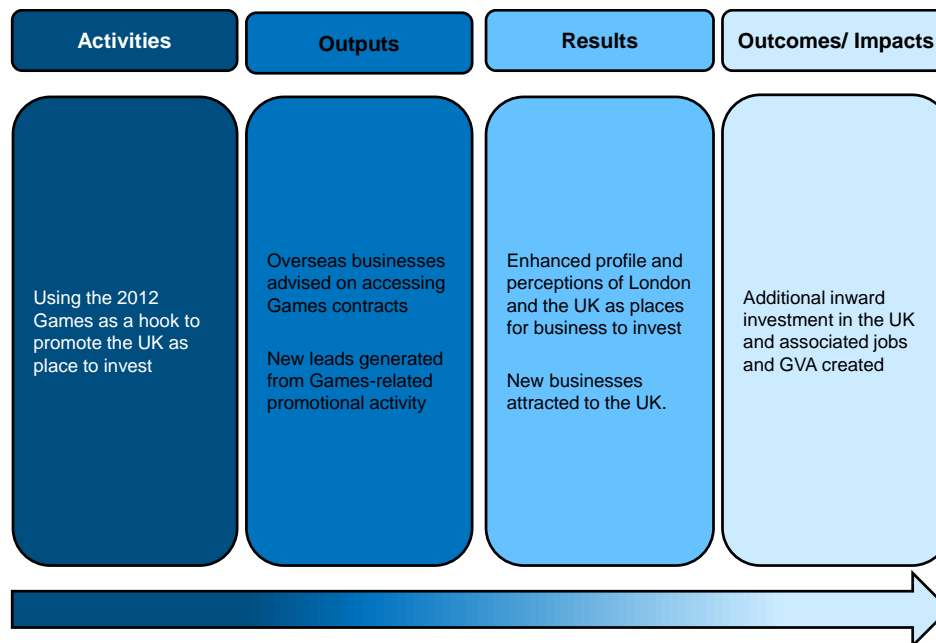 Activities
Outputs
Results
Outcomes/ Impacts
Using the 2012
Games as a hook to
promote the UK as
place to invest
Overseas businesses
advised on accessing
Games contracts
New leads generated
from Games-related
promotional activity
Enhanced profile and
perceptions of London
and the UK as places
for business to invest
New businesses
attracted to the UK.
Additional inward
investment in the UK
and associated jobs
and GVA created